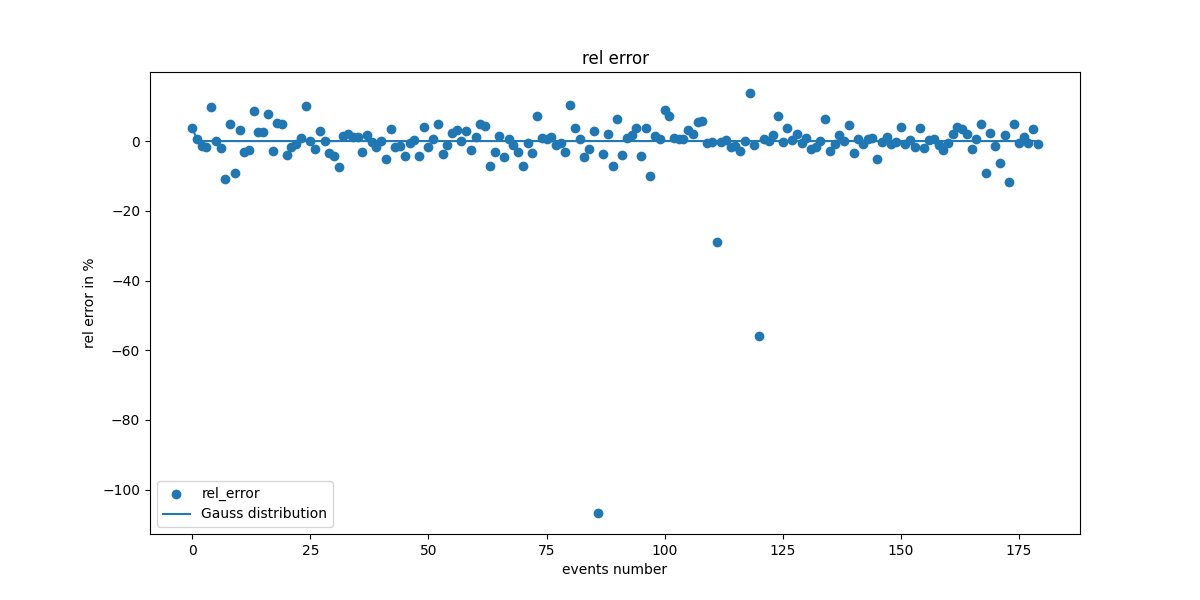 rel error
0
−20
−40
−60
−80
−100
rel error in %
rel_error
Gauss distribution
0
25
50
75
100
125
150
175
events number